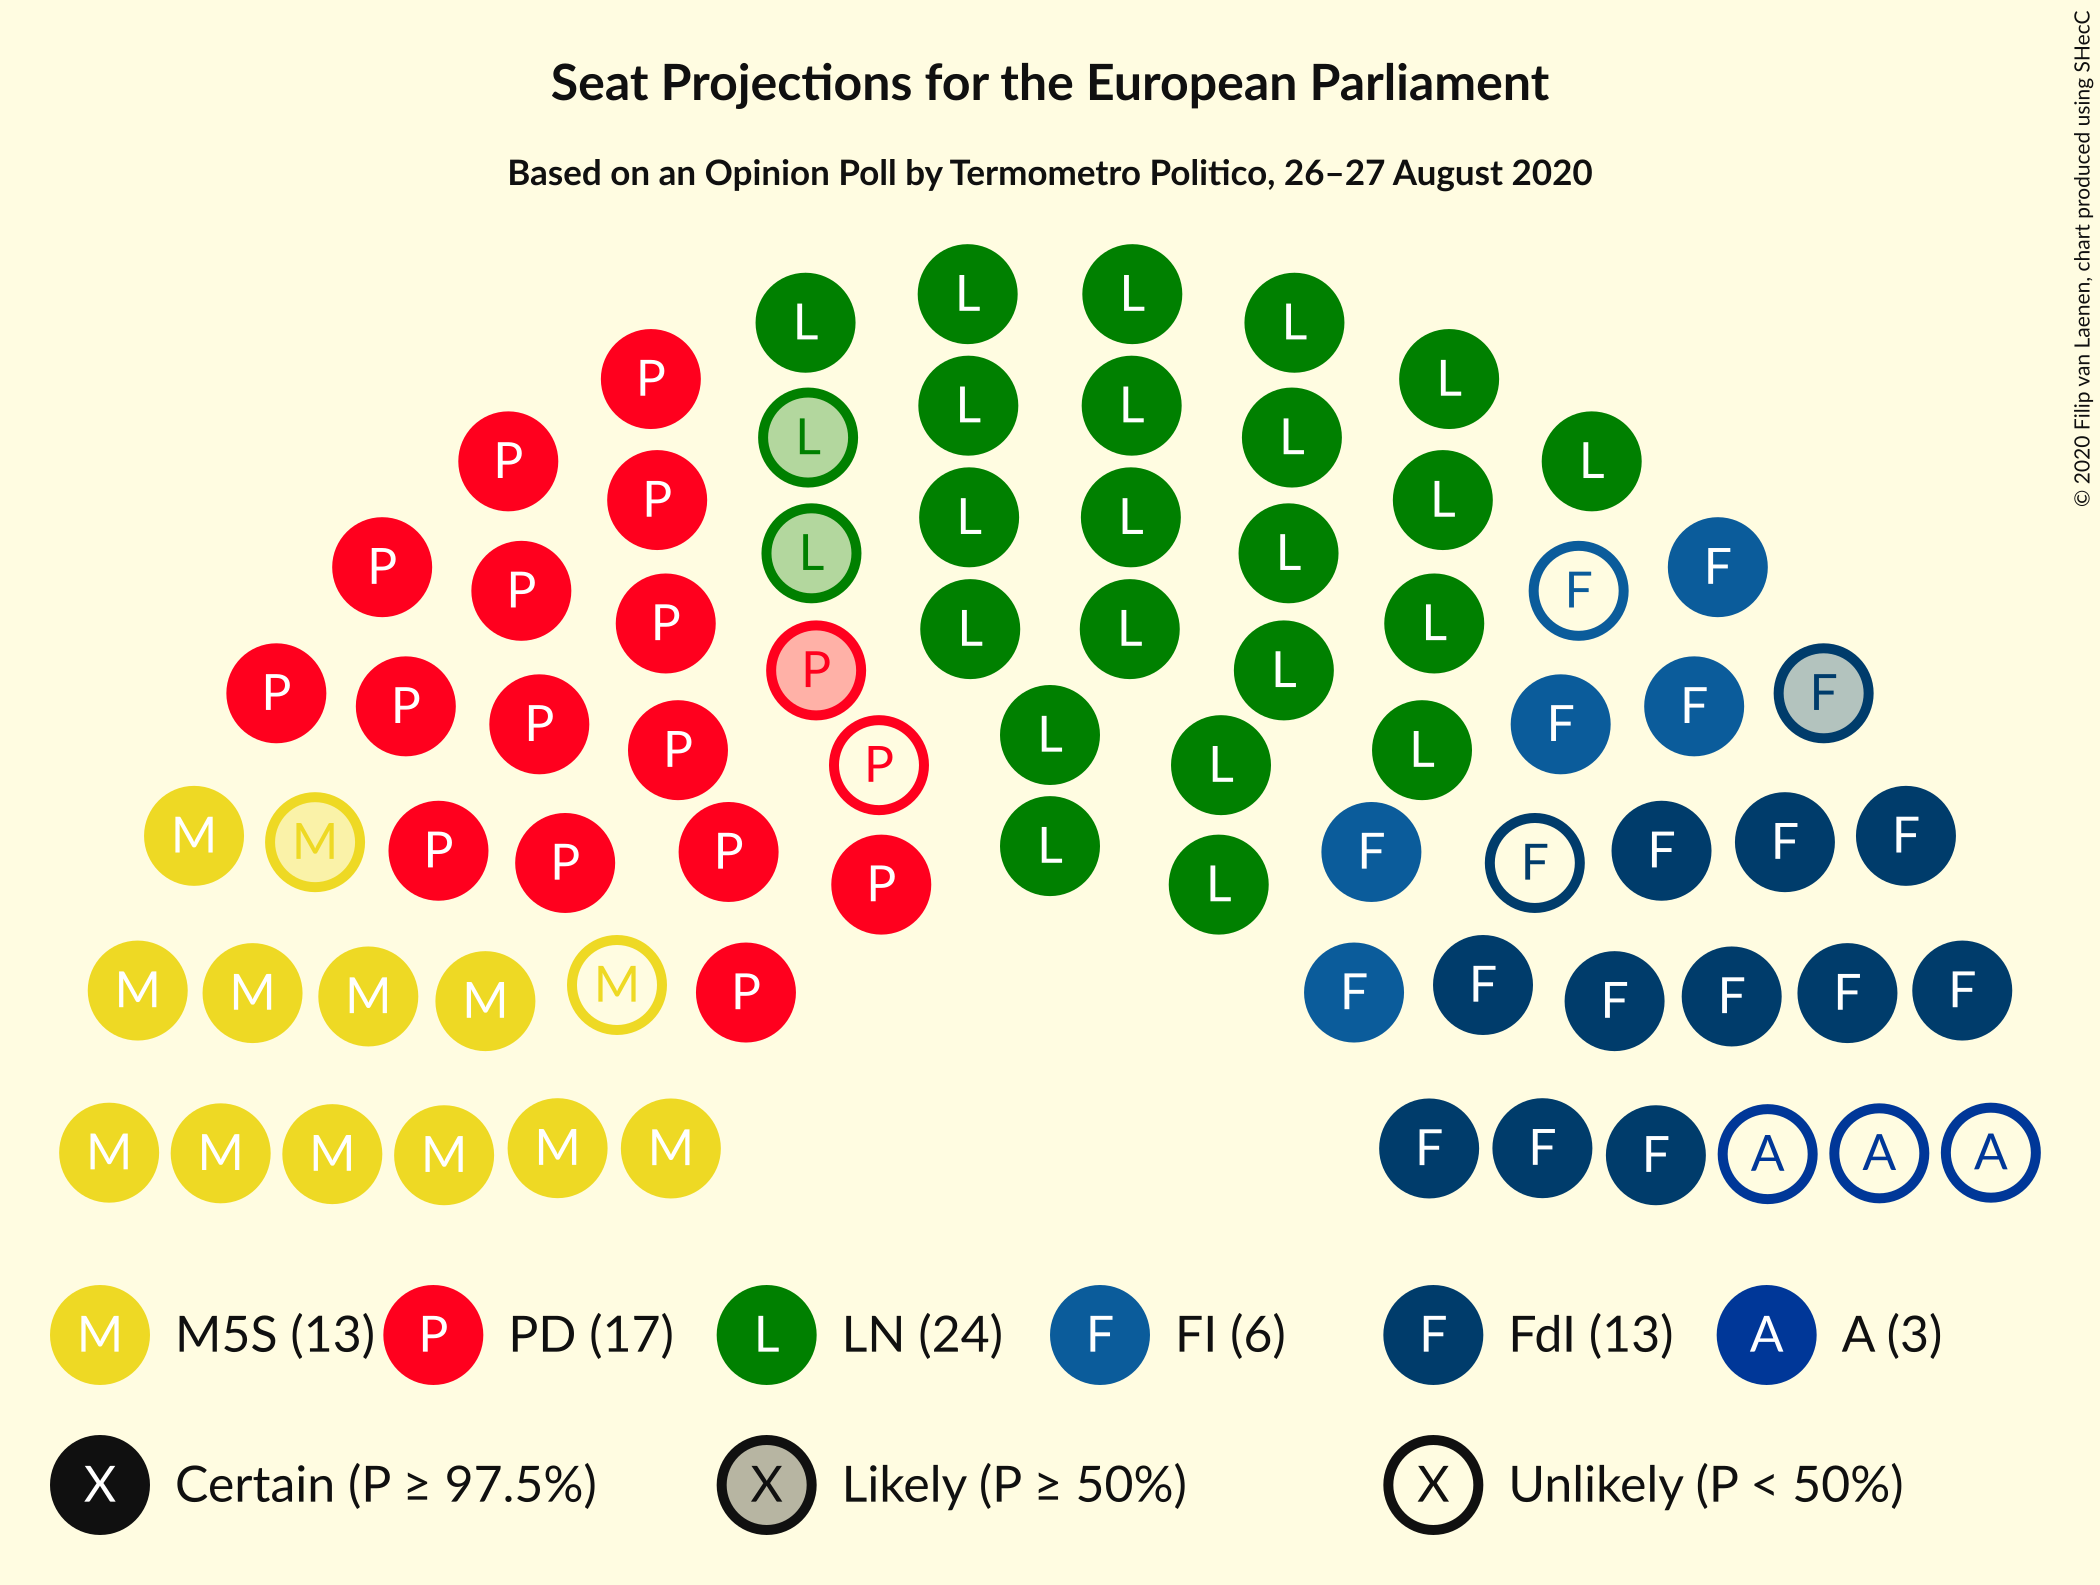 Seat Projections for the European Parliament
Based on an Opinion Poll by Termometro Politico, 26–27 August 2020
© 2020 Filip van Laenen, chart produced using SHecC
L L
L L
P L
L L
L L
P L
P P L L
L L
L L
P F
P F
P L
L L
P P L
P L
P F
P F
P F
P L
P L
L L
M F
M F
L
P F
P F
P F
P L
M F
M F
M F
M F
M F
P F
M M M M M M F F F A A A
M M5S (13) P PD (17) L LN (24) F FI (6) F FdI (13) A A (3)
X Certain (P ≥ 97.5%) X Likely (P ≥ 50%) X Unlikely (P < 50%)